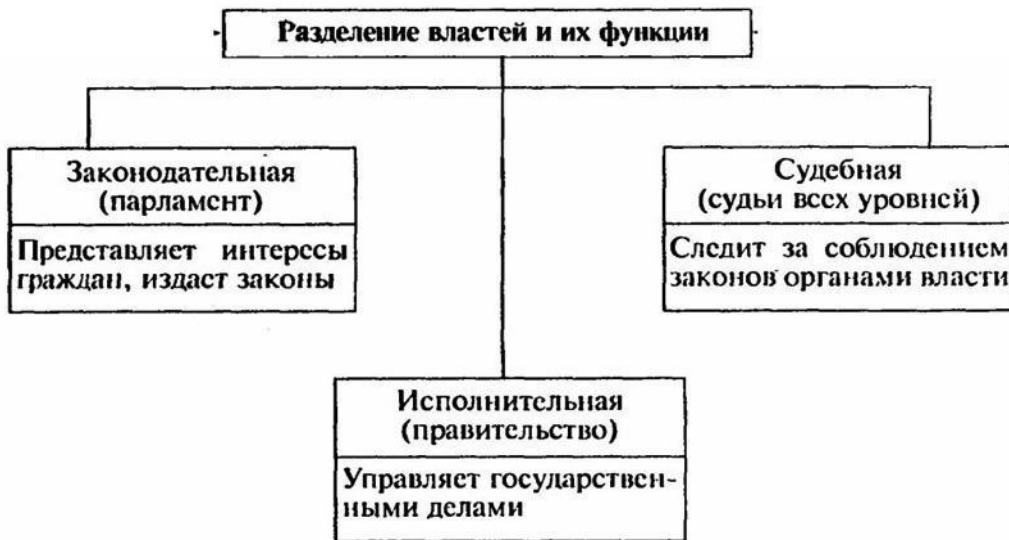 Разделение властей и их функции
Законодательная
(парламент)
Представляет интересы
граждан, издаст законы
Судебная
(судьи всех уровней)
Следит за соблюдением
законов органами власти
Исполнительная
(правительство)
Управляет государствен-
ными делами